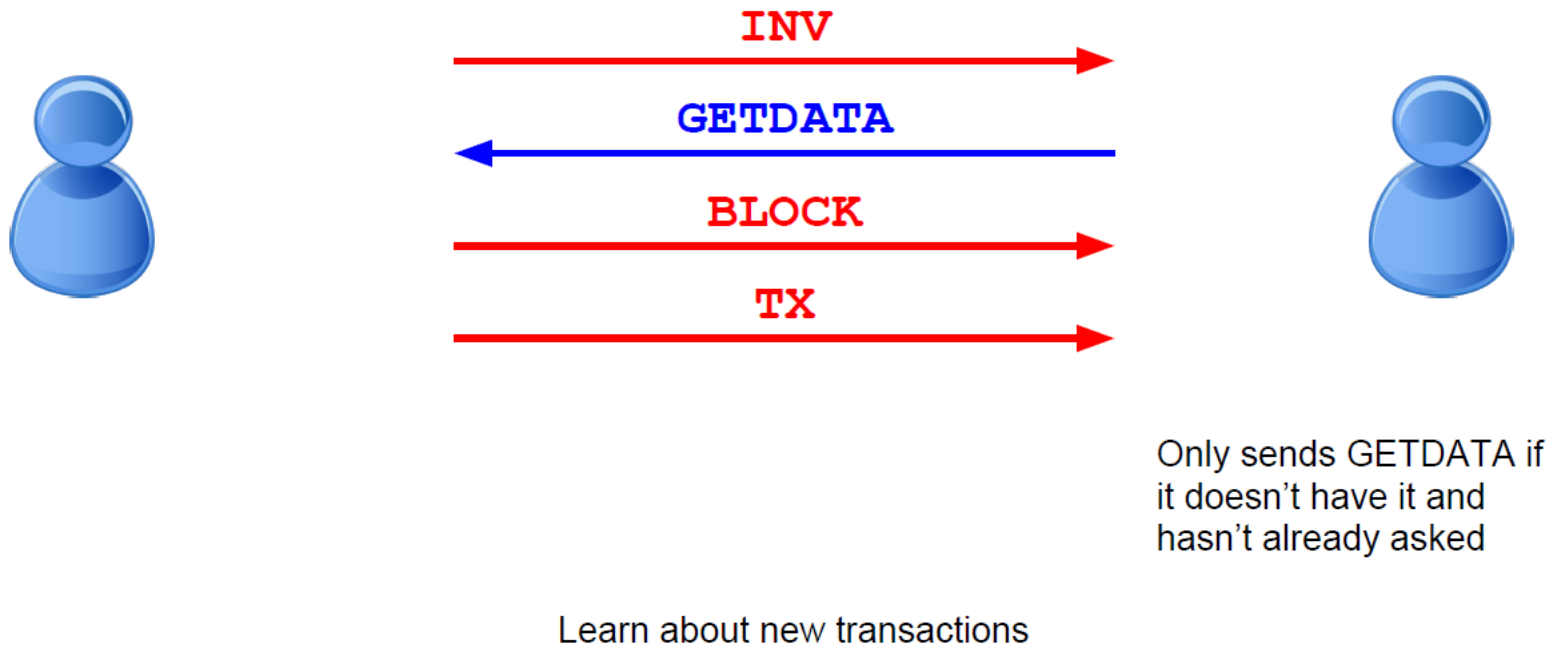 INV
GETDATA
BLOCK
TX
Only sends GETDATA if
it doesn't have it and
hasn't already asked
Learn about new transactions